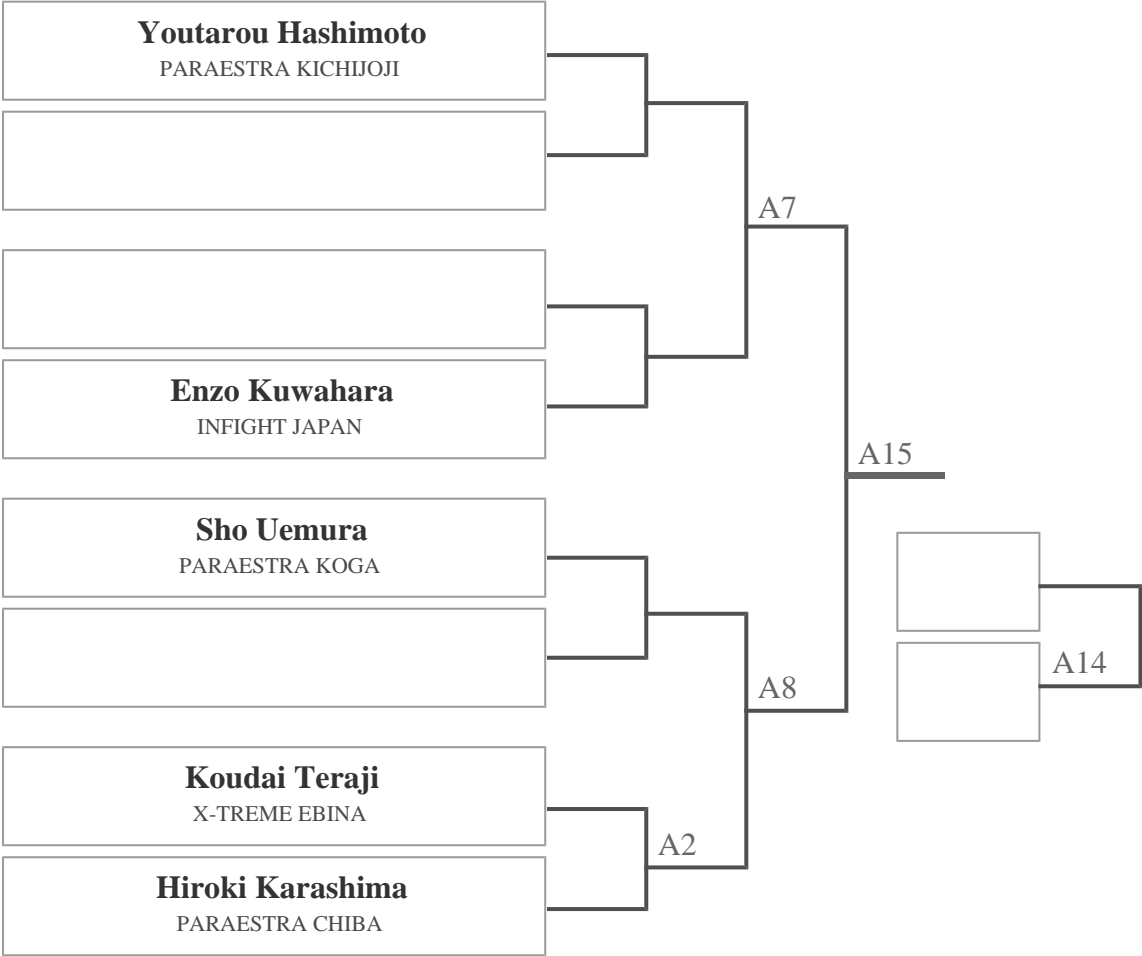 Youtarou Hashimoto
PARAESTRA KICHIJOJI
A7
Enzo Kuwahara
INFIGHT JAPAN
A15
Sho Uemura
PARAESTRA KOGA
A14
A8
Koudai Teraji
X-TREME EBINA
A2
Hiroki Karashima
PARAESTRA CHIBA